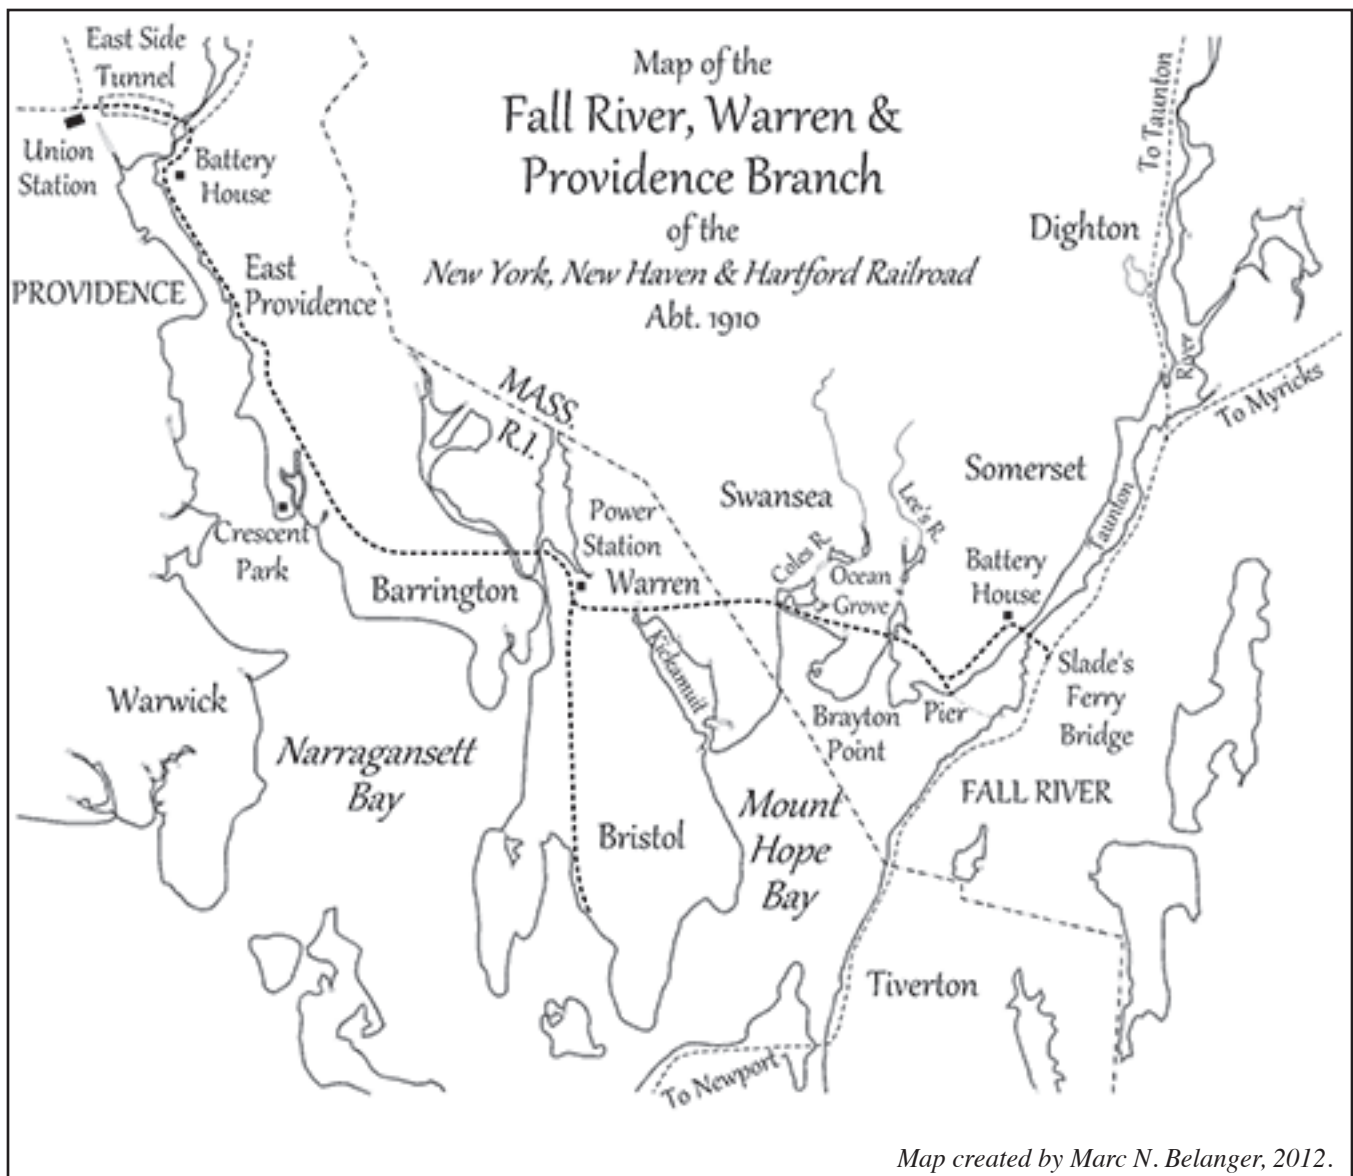 Map of the
Fall River, Warren &
Providence Branch
of the
New York, New Haven & Hartford Railroad
Abt. 1910
East Side
Tunnel
Union
Station
Battery
House
PROVIDENCE
East
Providence
MASS.
R.I.
Crescent
Park
Barrington
Power
Station
Warren
Warwick
Narragansett
Bay
Kickamuit
Bristol
Mount
Hope
Bay
Swansea
Coles R.
Lee's R.
Ocean
Grove
Brayton
Point
Pier
Somerset
Battery
House
Taunton
River
Dighton
To Taunton
To Myricks
Slade's
Ferry
Bridge
FALL RIVER
Tiverton
To Newport
Map created by Marc N. Belanger, 2012.